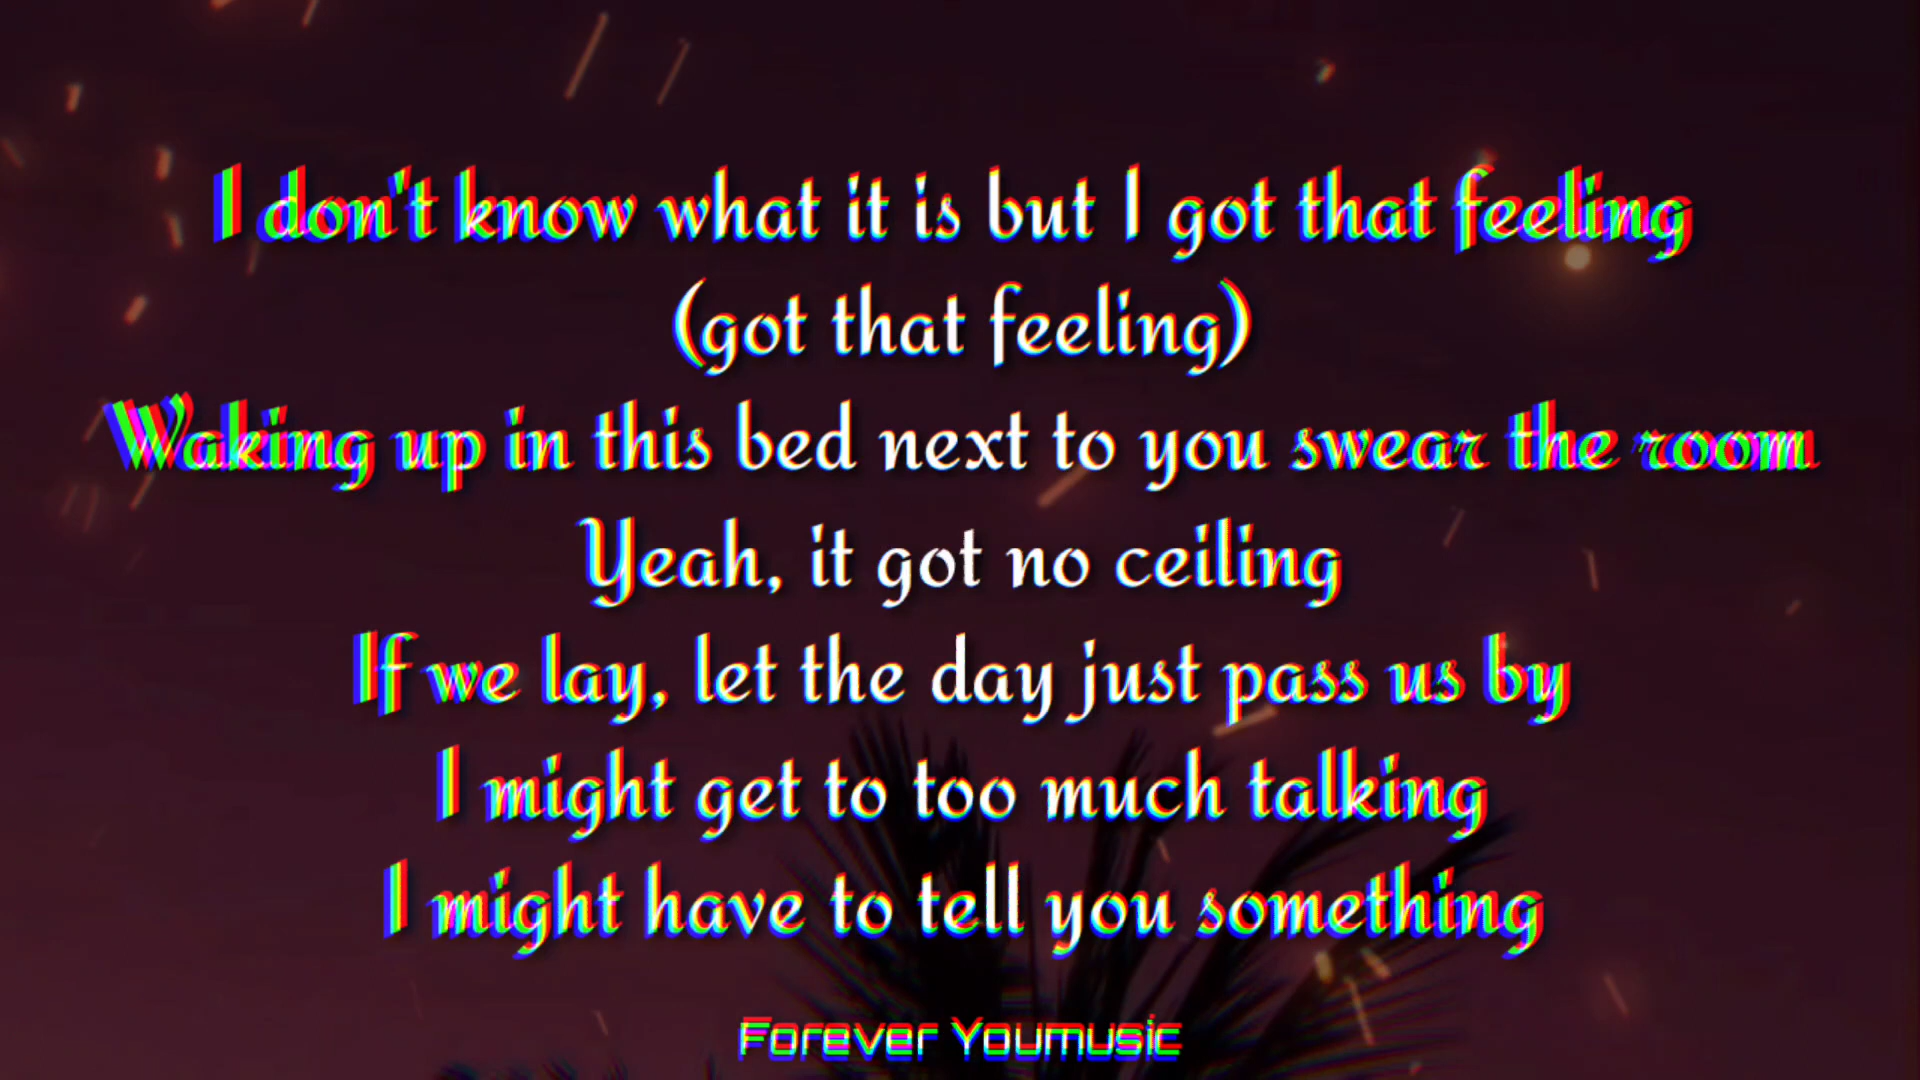 I don't know what it is but I got that feeling
(got that feeling)
Waking up in this bed next to you swear the room
Yeah, it got no ceiling
If we lay, let the day just pass us by
I might get to too much talking
I might have to tell you something
Forever Youmusic